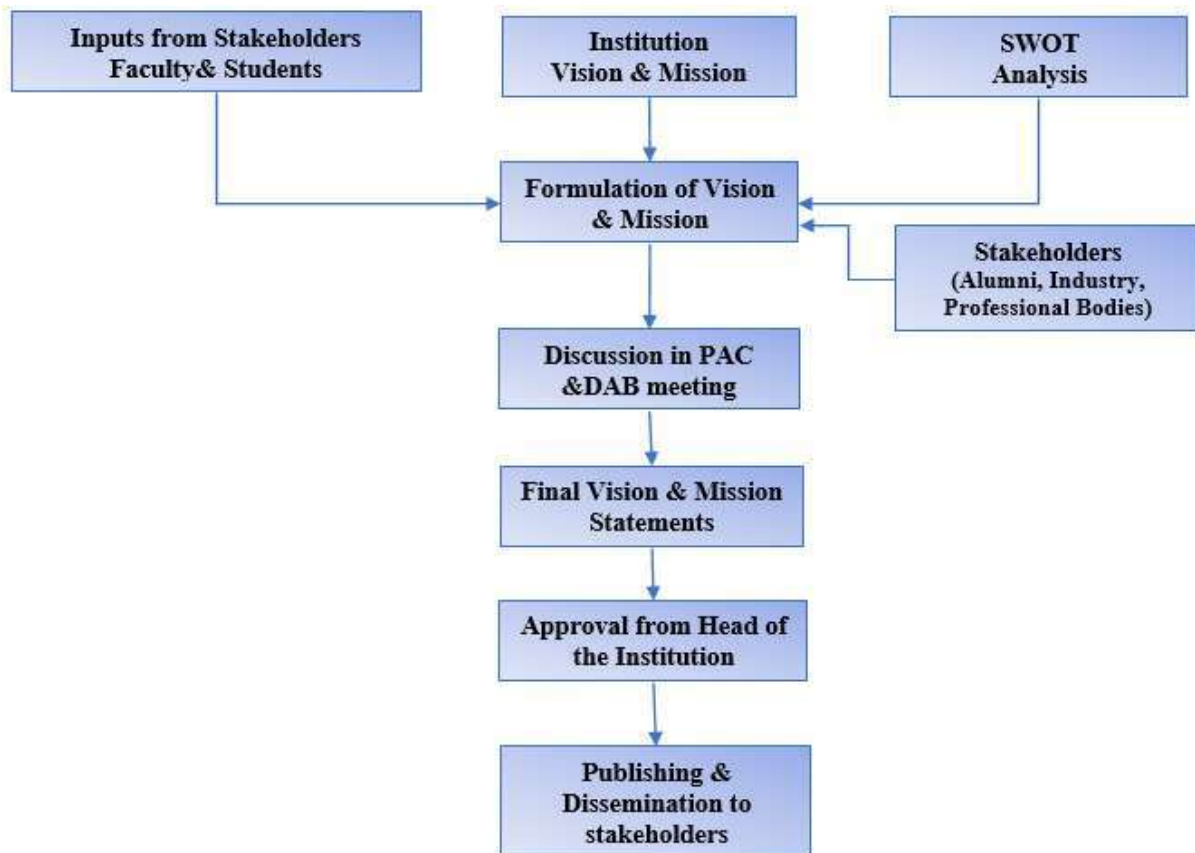 Inputs from Stakeholders
Faculty& Students
Institution
Vision & Mission
SWOT
Analysis
Formulation of Vision
& Mission
Stakeholders
(Alumni, Industry,
Professional Bodies)
Discussion in PAC
&DAB meeting
Final Vision & Mission
Statements
Approval from Head of
the Institution
Publishing &
Dissemination to
stakeholders